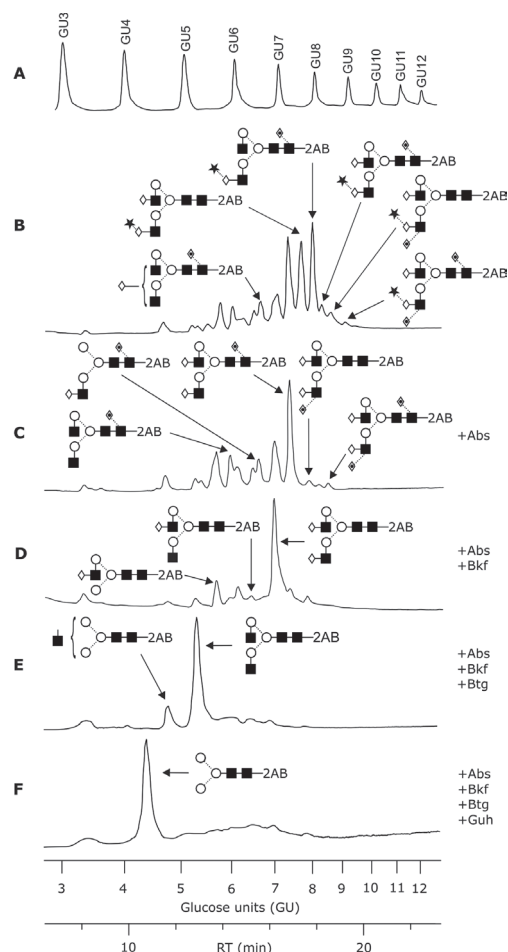 GU3
GU4
GU5
GU6
GU7
GU8
GU9
GU10
GU11
GU12
A
2AB
2AB
2AB
2AB
B
2AB
2AB
2AB
2AB
2AB
2AB
C
2AB
2AB
+Abs
2AB
2AB
D
2AB
+Abs
+Bkf
2AB
2AB
E
+Abs
+Bkf
+Btg
2AB
F
+Abs
+Bkf
+Btg
+Guh
3 4 5 6 7 8 9 10 11 12
Glucose units (GU)
10 RT (min) 20